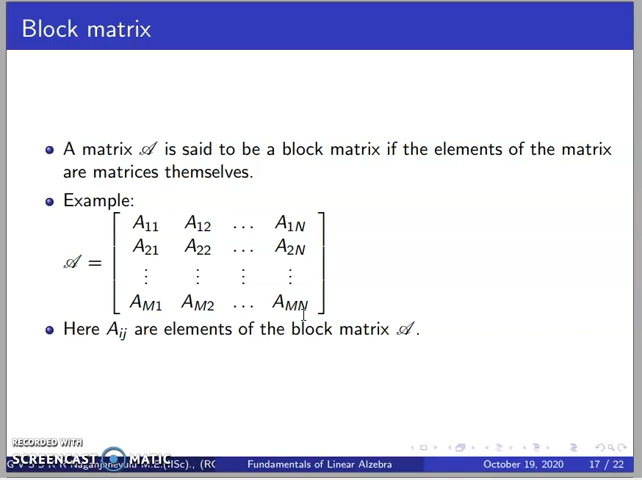 Block matrix
A matrix 𝒜 is said to be a block matrix if the elements of the matrix
are matrices themselves.
Example:
A11 A12 … A1N
A21 A22 … A2N
𝒜 =
⋮ ⋮ ⋮ ⋮
AM1 AM2 … AMN
Here Aij are elements of the block matrix 𝒜.
RECORDED WITH
SCREENCAST MATIC
Fundamentals of Linear Alzebra
October 19, 2020
17 / 22